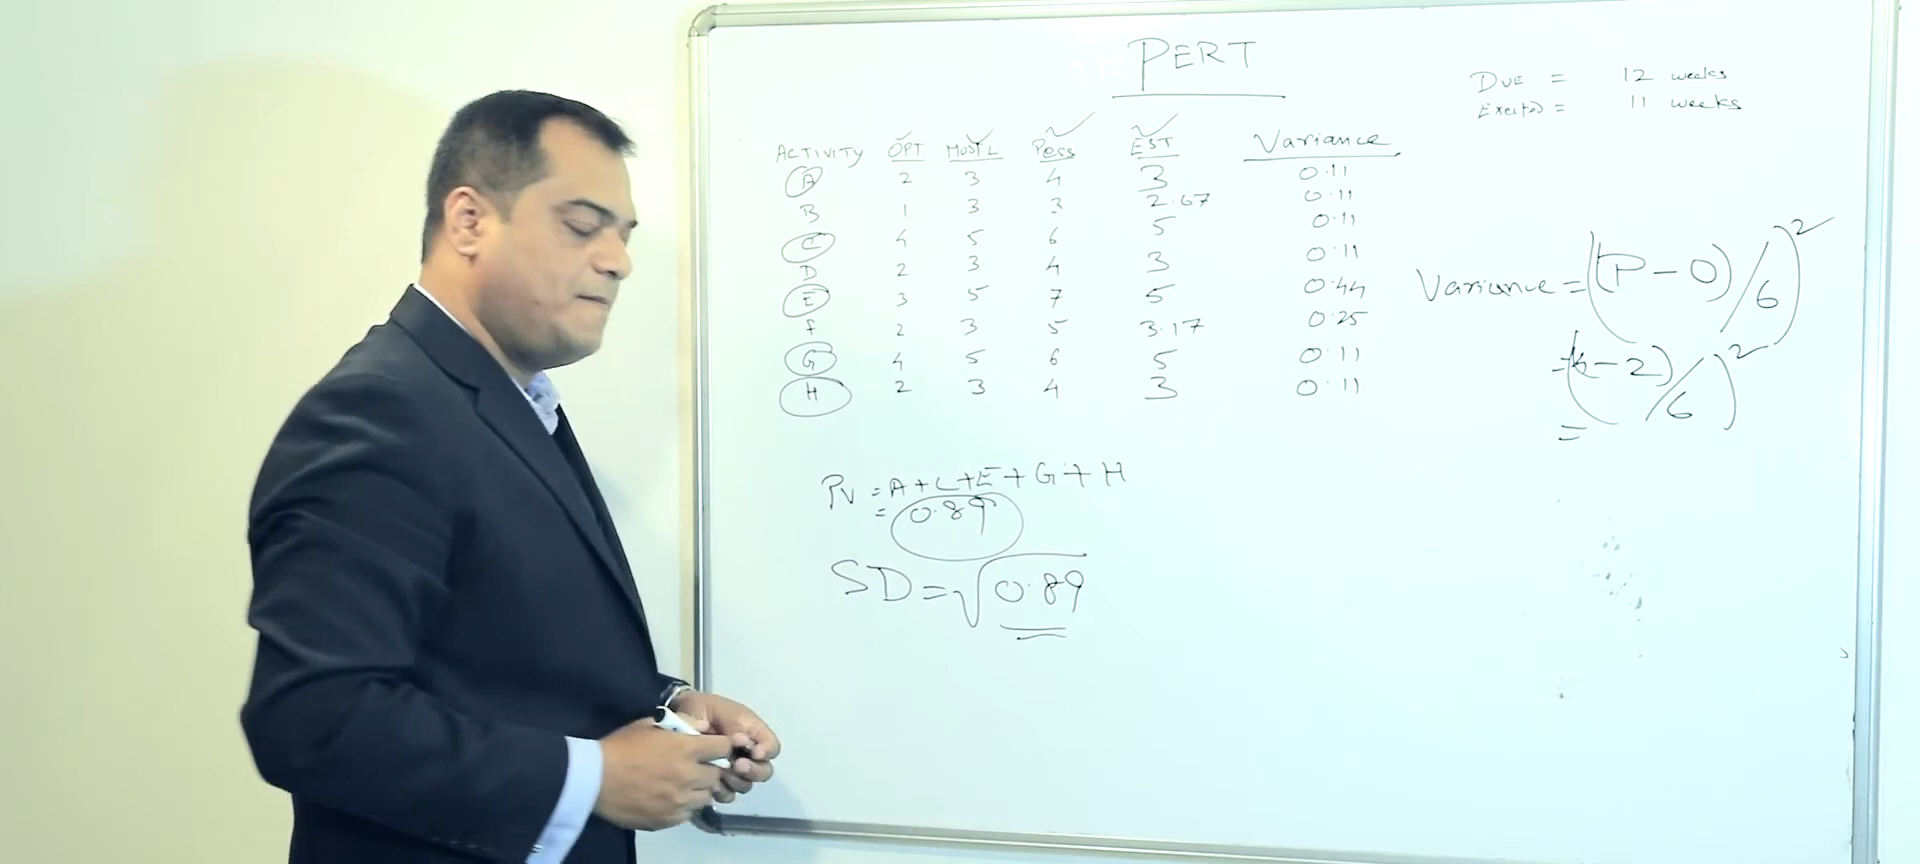 PERT
DUE = 12 weeks
Exected = 11 weeks
ACTIVITY OPT MOST L Pess EST Variance
A 2 3 4 3 0.11
B 1 3 3 2.67 0.11
C 4 5 6 5 0.11
D 2 3 4 3 0.11
E 3 5 7 5 0.44
f 2 3 5 3.17 0.25
G 4 5 6 5 0.11
H 2 3 4 3 0.11
Variance = ((P - O)/6)²
= (4 - 2)/6)²
=
PV = A + C + E + G + H
= 0.89
SD = √0.89